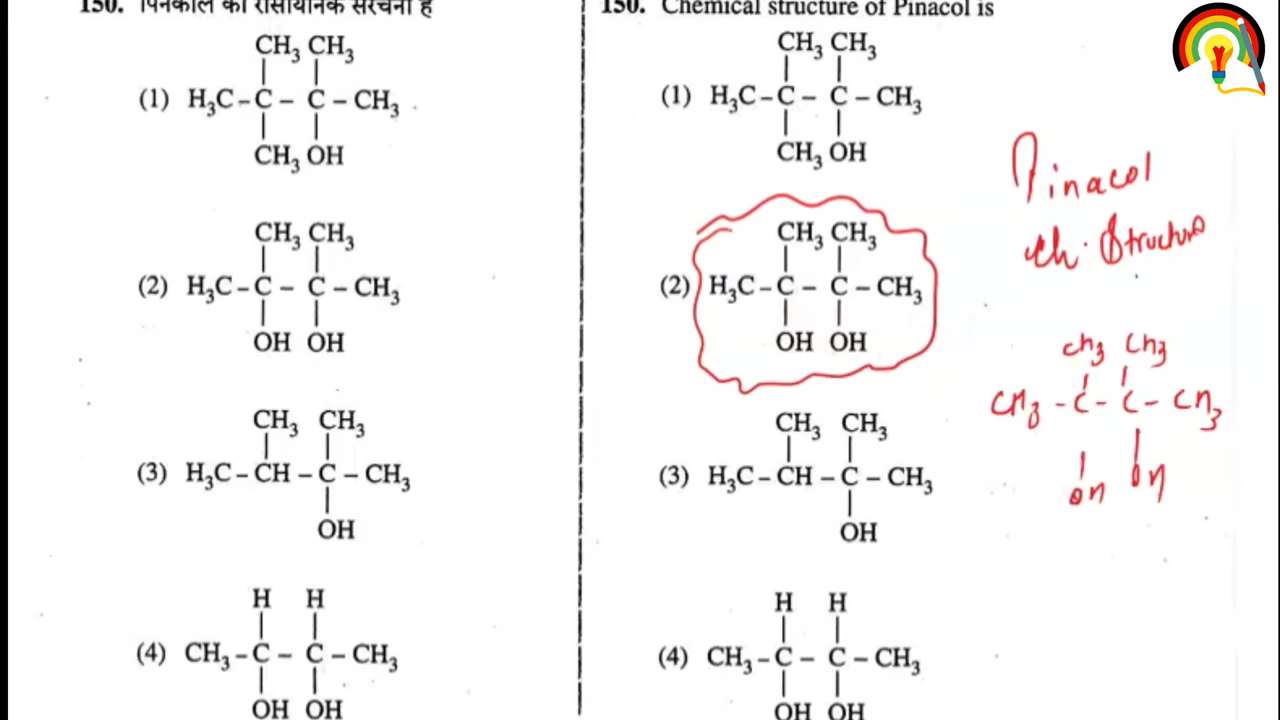 150. पिनकोल की रासायनिक संरचना है
CH₃ CH₃
(1) H₃C – C – C – CH₃
CH₃ OH
CH₃ CH₃
(2) H₃C – C – C – CH₃
OH OH
CH₃ CH₃
(3) H₃C – CH – C – CH₃
OH
H H
(4) CH₃ – C – C – CH₃
OH OH
150. Chemical structure of Pinacol is
CH₃ CH₃
(1) H₃C – C – C – CH₃
CH₃ OH
CH₃ CH₃
(2) H₃C – C – C – CH₃
OH OH
CH₃ CH₃
(3) H₃C – CH – C – CH₃
OH
H H
(4) CH₃ – C – C – CH₃
OH OH
Pinacol
ch. Structure
CH₃ CH₃
CH₃ – C – C – CH₃
OH OH